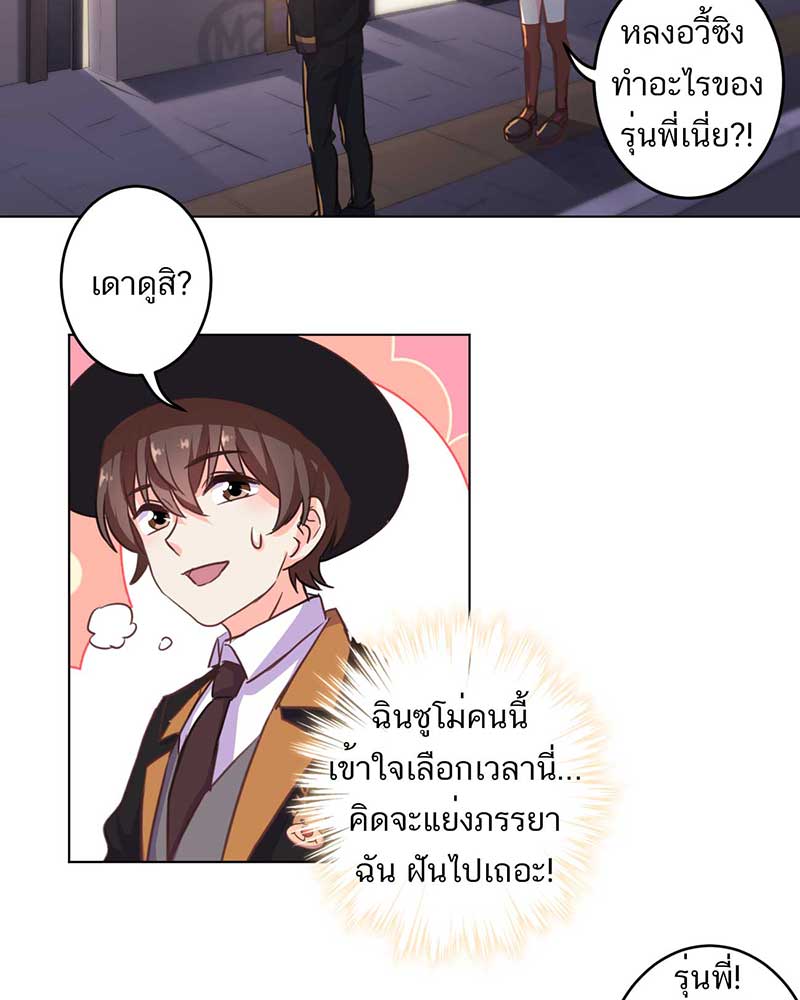 หลงอวี้ซิง
ทำอะไรของ
รุ่นพี่เนี่ย?!
เดาดูสิ?
ฉินซูโม่คนนี้
เข้าใจเลือกเวลานี่...
คิดจะแย่งภรรยา
ฉัน ฝันไปเถอะ!
รุ่นพี่!